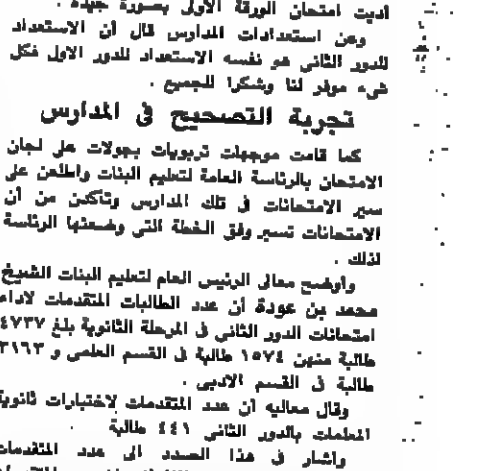 أديت امتحان الورقة الأولى بصورة جيدة .
وعن استعدادات المدارس قال أن الاستعداد
للدور الثاني هو نفسه الاستعداد للدور الاول فكل
شيء موفر لنا وشكرا للجميع .
تجربة التصحيح في المدارس
كما قامت موجهات تربويات بجولات على لجان
الامتحان بالرئاسة العامة لتعليم البنات واطلعن على
سير الامتحانات في تلك المدارس وتأكدن من أن
الامتحانات تسير وفق الخطة التي وضعتها الرئاسة
لذلك .
وأوضح معالي الرئيس العام لتعليم البنات الشيخ
محمد بن عودة أن عدد الطالبات المتقدمات لاداء
امتحانات الدور الثاني في المرحلة الثانوية بلغ ٤٧٣٧
طالبة منهن ١٥٧٤ طالبة في القسم العلمي و ٣١٦٣
طالبة في القسم الادبي .
وقال معاليه أن عدد المتقدمات لاختبارات ثانوية
المعلمات بالدور الثاني ٤٤١ طالبة
واشار في هذا الصدد الى عدد المتقدمات